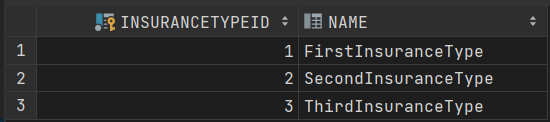 INSURANCETYPEID NAME
1 1 FirstInsuranceType
2 2 SecondInsuranceType
3 3 ThirdInsuranceType